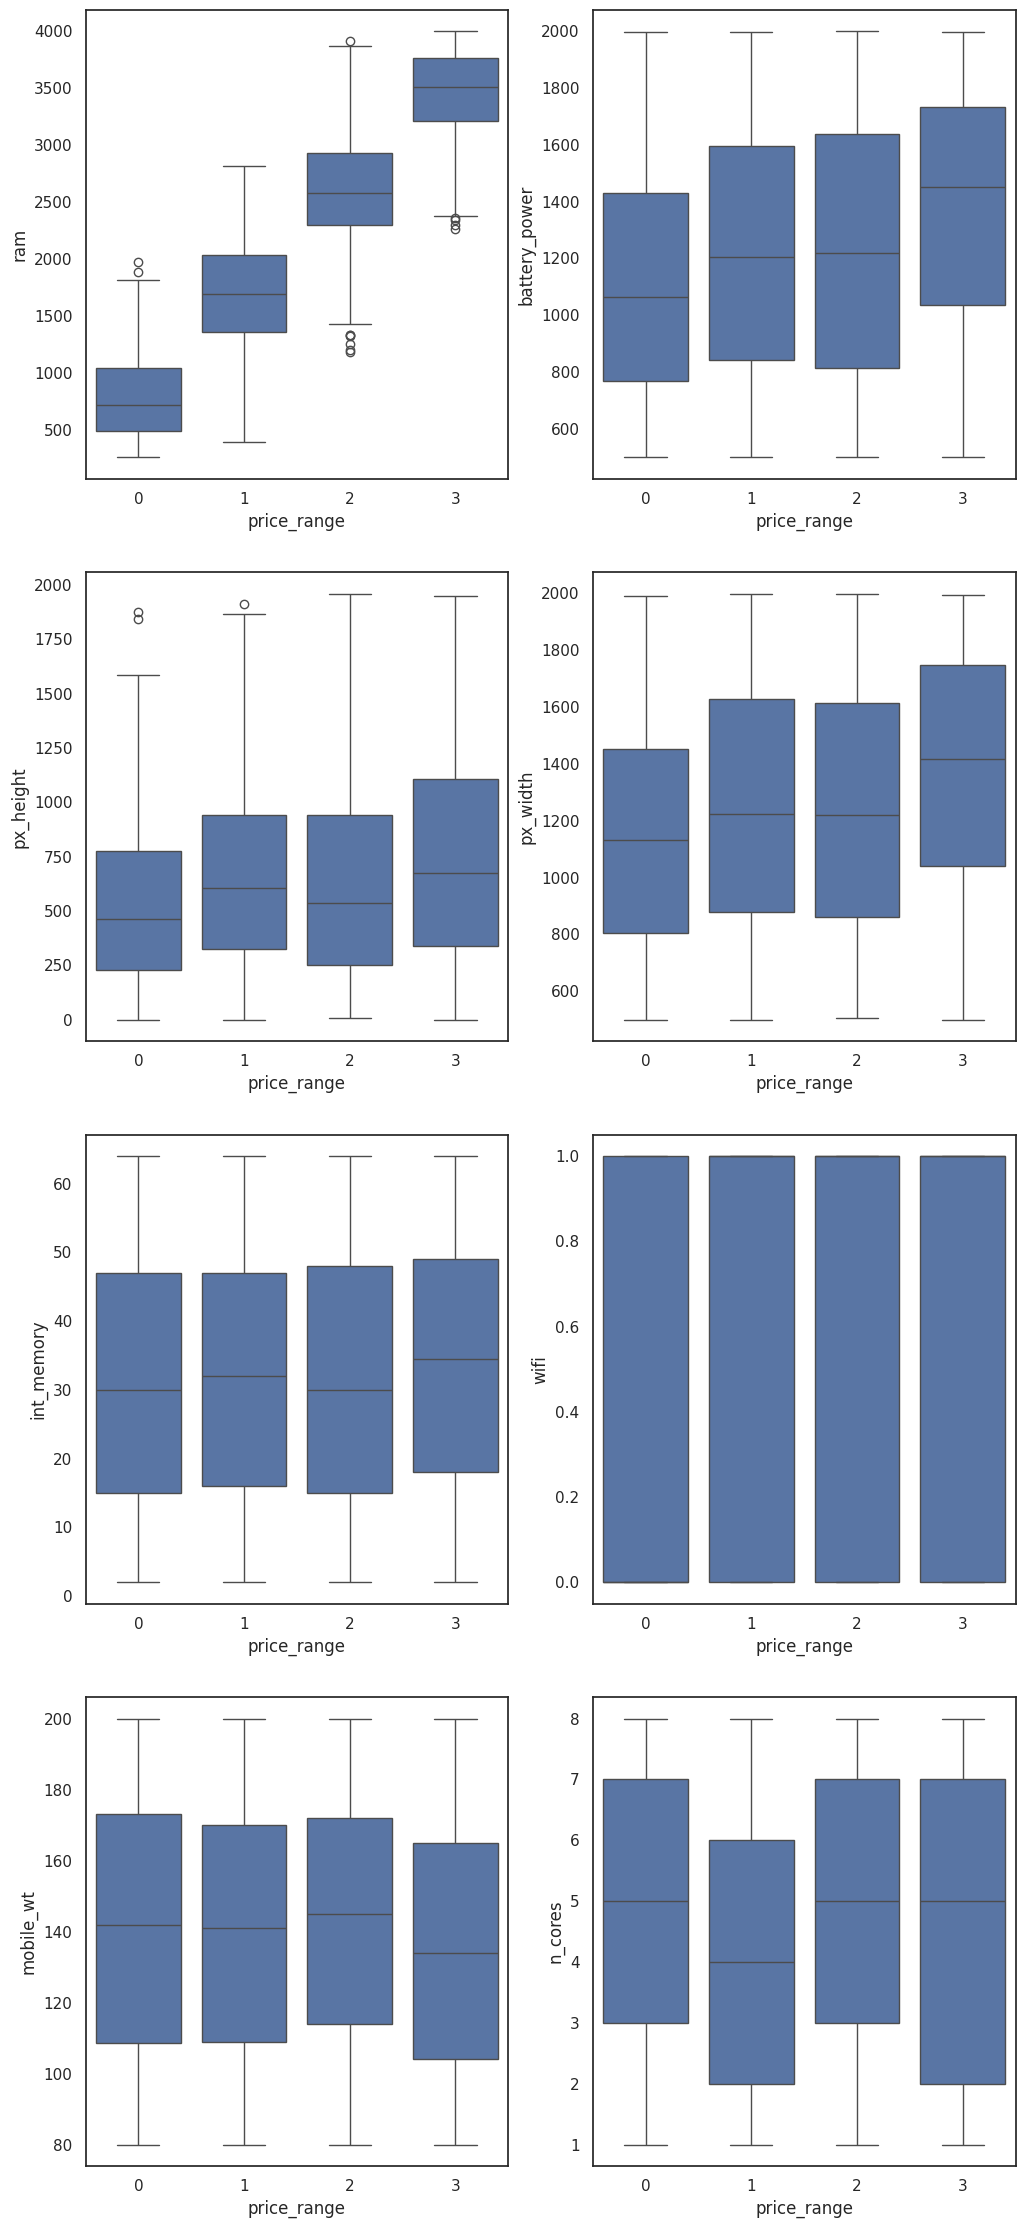 4000
3500
3000
2500
2000
1500
1000
500
ram
0 1 2 3
price_range
2000
1800
1600
1400
1200
1000
800
600
battery_power
0 1 2 3
price_range
2000
1750
1500
1250
1000
750
500
250
0
px_height
0 1 2 3
price_range
2000
1800
1600
1400
1200
1000
800
600
px_width
0 1 2 3
price_range
60
50
40
30
20
10
0
int_memory
0 1 2 3
price_range
1.0
0.8
0.6
0.4
0.2
0.0
wifi
0 1 2 3
price_range
200
180
160
140
120
100
80
mobile_wt
0 1 2 3
price_range
8
7
6
5
4
3
2
1
n_cores
0 1 2 3
price_range